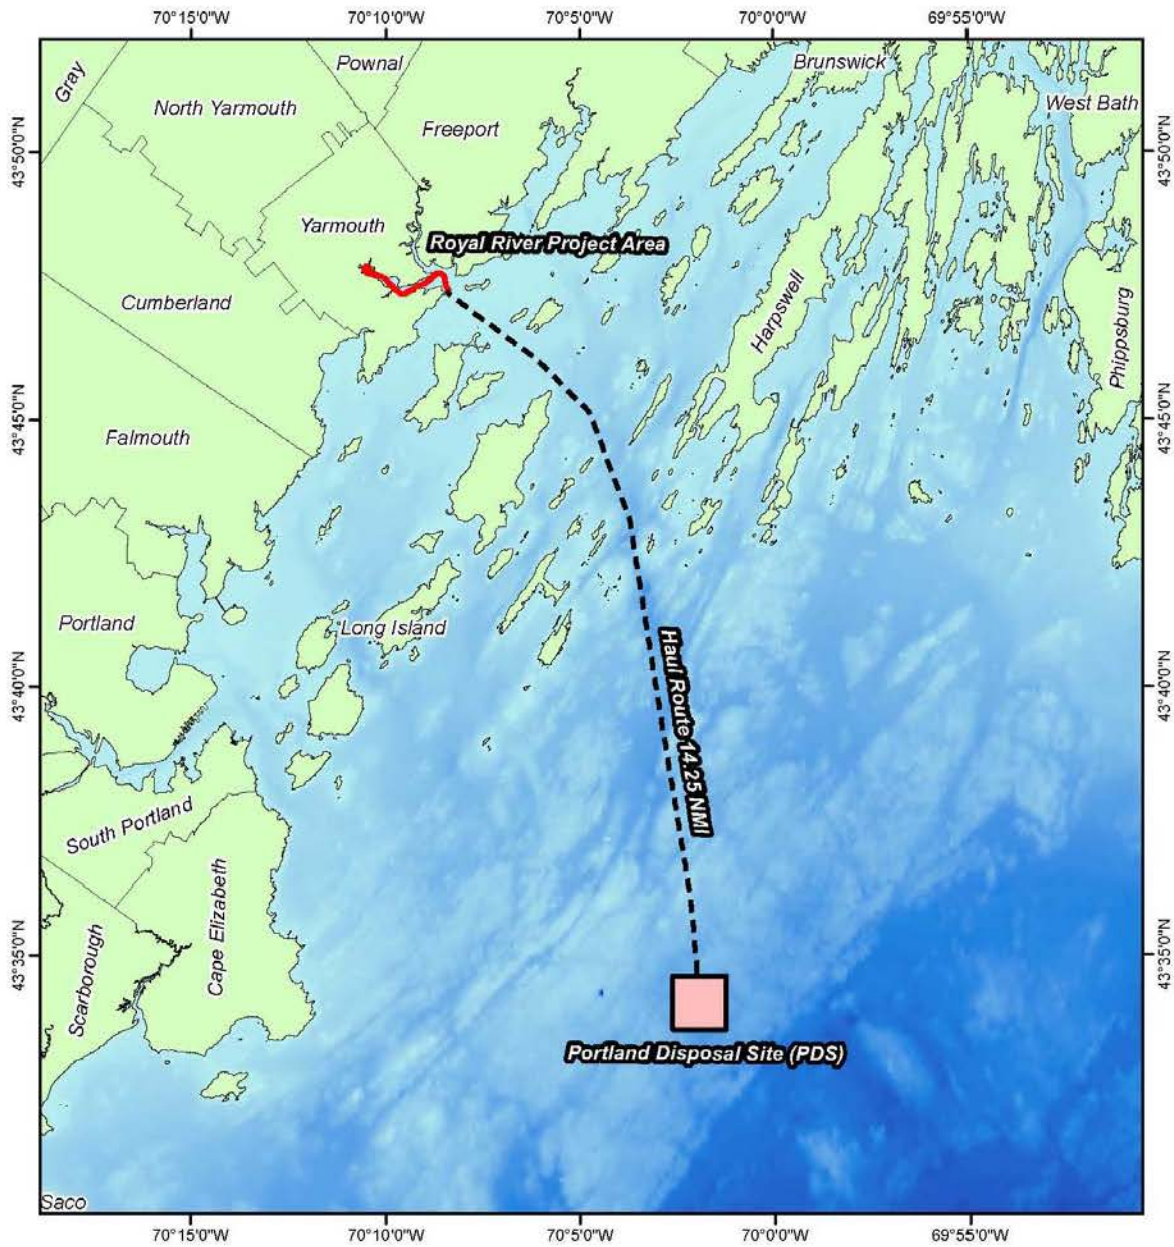 70°15'0"W
70°10'0"W
70°5'0"W
70°0'0"W
69°55'0"W
Gray
Pownal
Brunswick
North Yarmouth
West Bath
Freeport
43°50'0"N
43°50'0"N
Yarmouth
Royal River Project Area
Cumberland
Harpswell
Phippsburg
43°45'0"N
43°45'0"N
Falmouth
Portland
Long Island
43°40'0"N
43°40'0"N
Haul Route 14.25 NMI
South Portland
Cape Elizabeth
Scarborough
43°35'0"N
43°35'0"N
Portland Disposal Site (PDS)
Saco
70°15'0"W
70°10'0"W
70°5'0"W
70°0'0"W
69°55'0"W